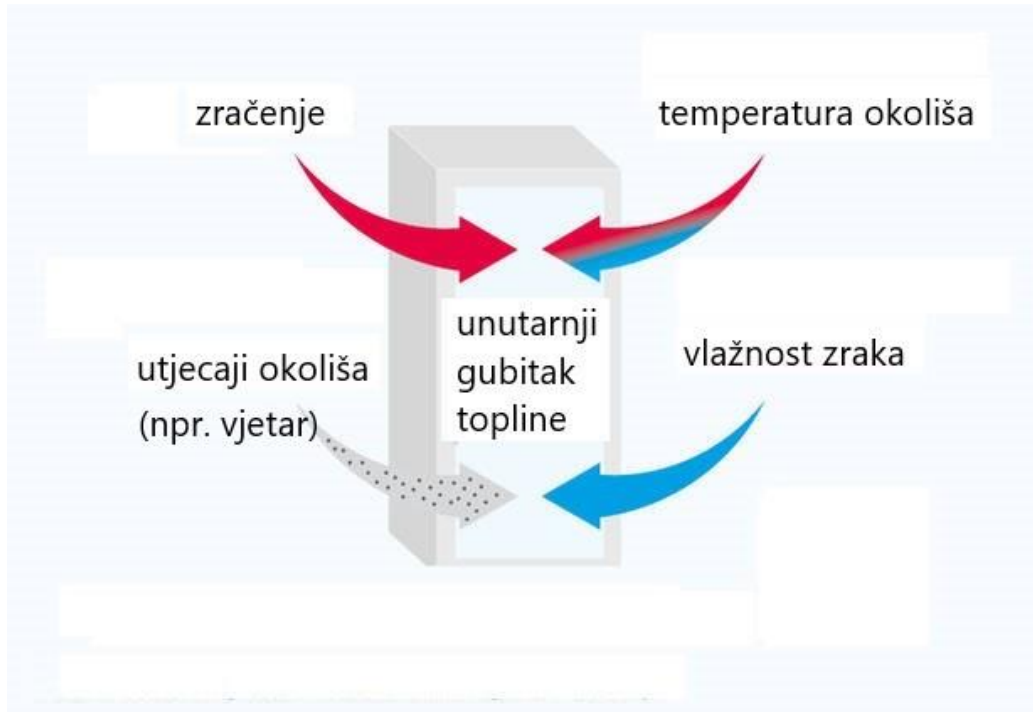 zračenje
temperatura okoliša
unutarnji
gubitak
topline
utjecaji okoliša
(npr. vjetar)
vlažnost zraka